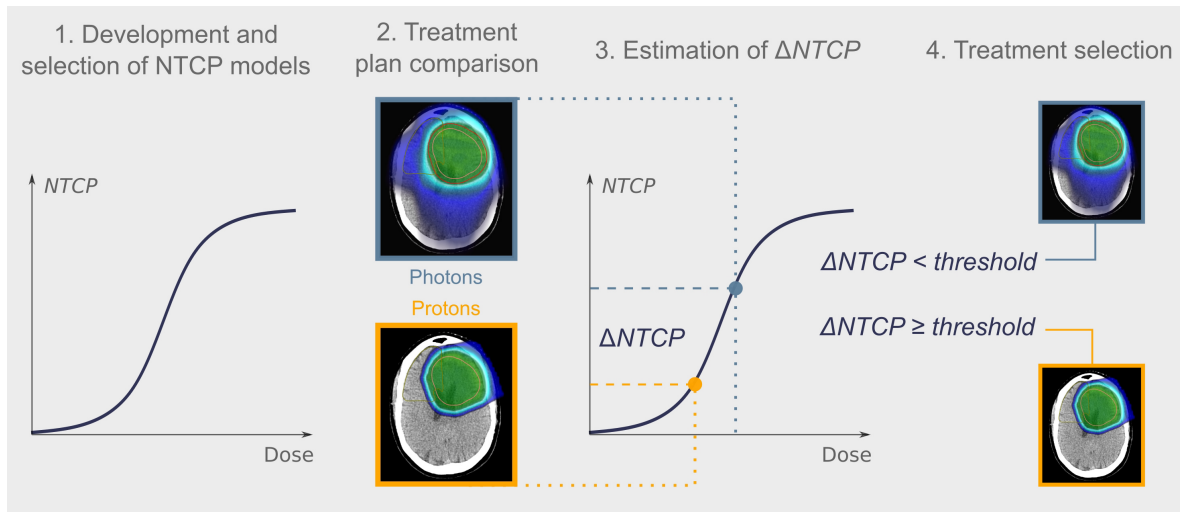 1. Development and
selection of NTCP models
NTCP
Dose
2. Treatment
plan comparison
Photons
Protons
3. Estimation of ΔNTCP
NTCP
ΔNTCP
Dose
4. Treatment selection
ΔNTCP < threshold
ΔNTCP ≥ threshold